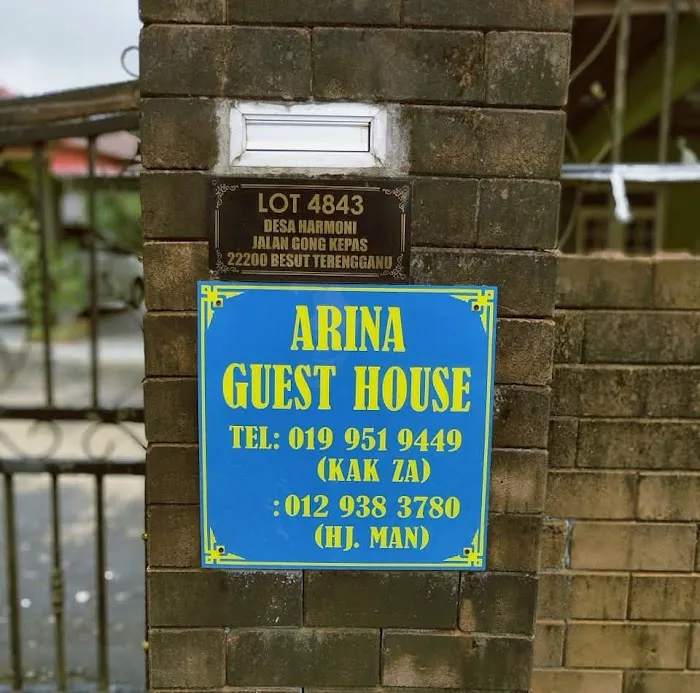 LOT 4843
DESA HARMONI
JALAN GONG KEPAS
22200 BESUT TERENGGANU
ARINA
GUEST HOUSE
TEL: 019 951 9449
(KAK ZA)
:012 938 3780
(HJ. MAN)